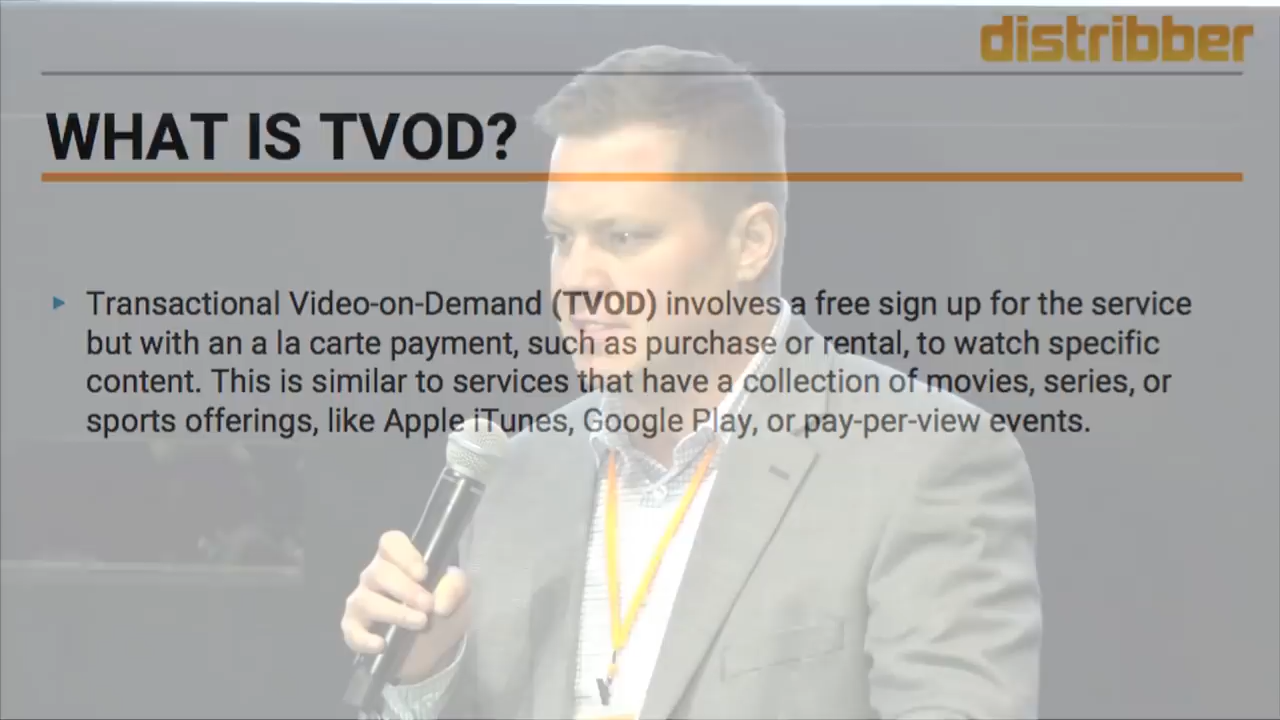 distribber
WHAT IS TVOD?
Transactional Video-on-Demand (TVOD) involves a free sign up for the service
but with an a la carte payment, such as purchase or rental, to watch specific
content. This is similar to services that have a collection of movies, series, or
sports offerings, like Apple iTunes, Google Play, or pay-per-view events.